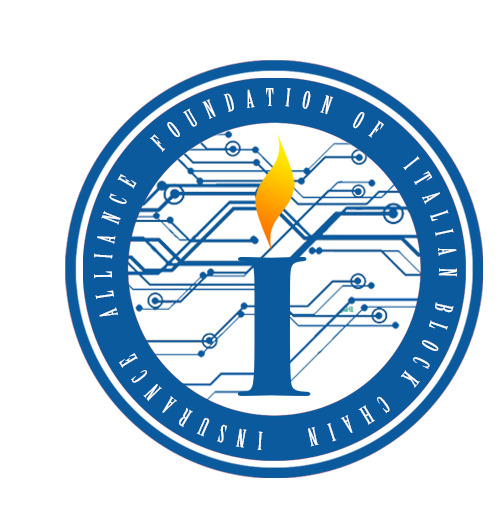 ALLIANCE FOUNDATION OF ITALIAN BLOCK CHAIN INSURANCE
I